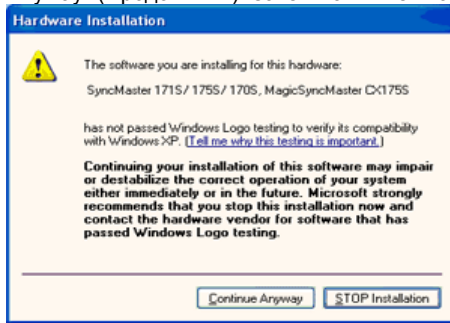 Hardware Installation
The software you are installing for this hardware:
SyncMaster 171S/ 175S/ 170S, MagicSyncMaster CX175S
has not passed Windows Logo testing to verify its compatibility
with Windows XP. (Tell me why this testing is important.)
Continuing your installation of this software may impair
or destabilize the correct operation of your system
either immediately or in the future. Microsoft strongly
recommends that you stop this installation now and
contact the hardware vendor for software that has
passed Windows Logo testing.
Continue Anyway
STOP Installation